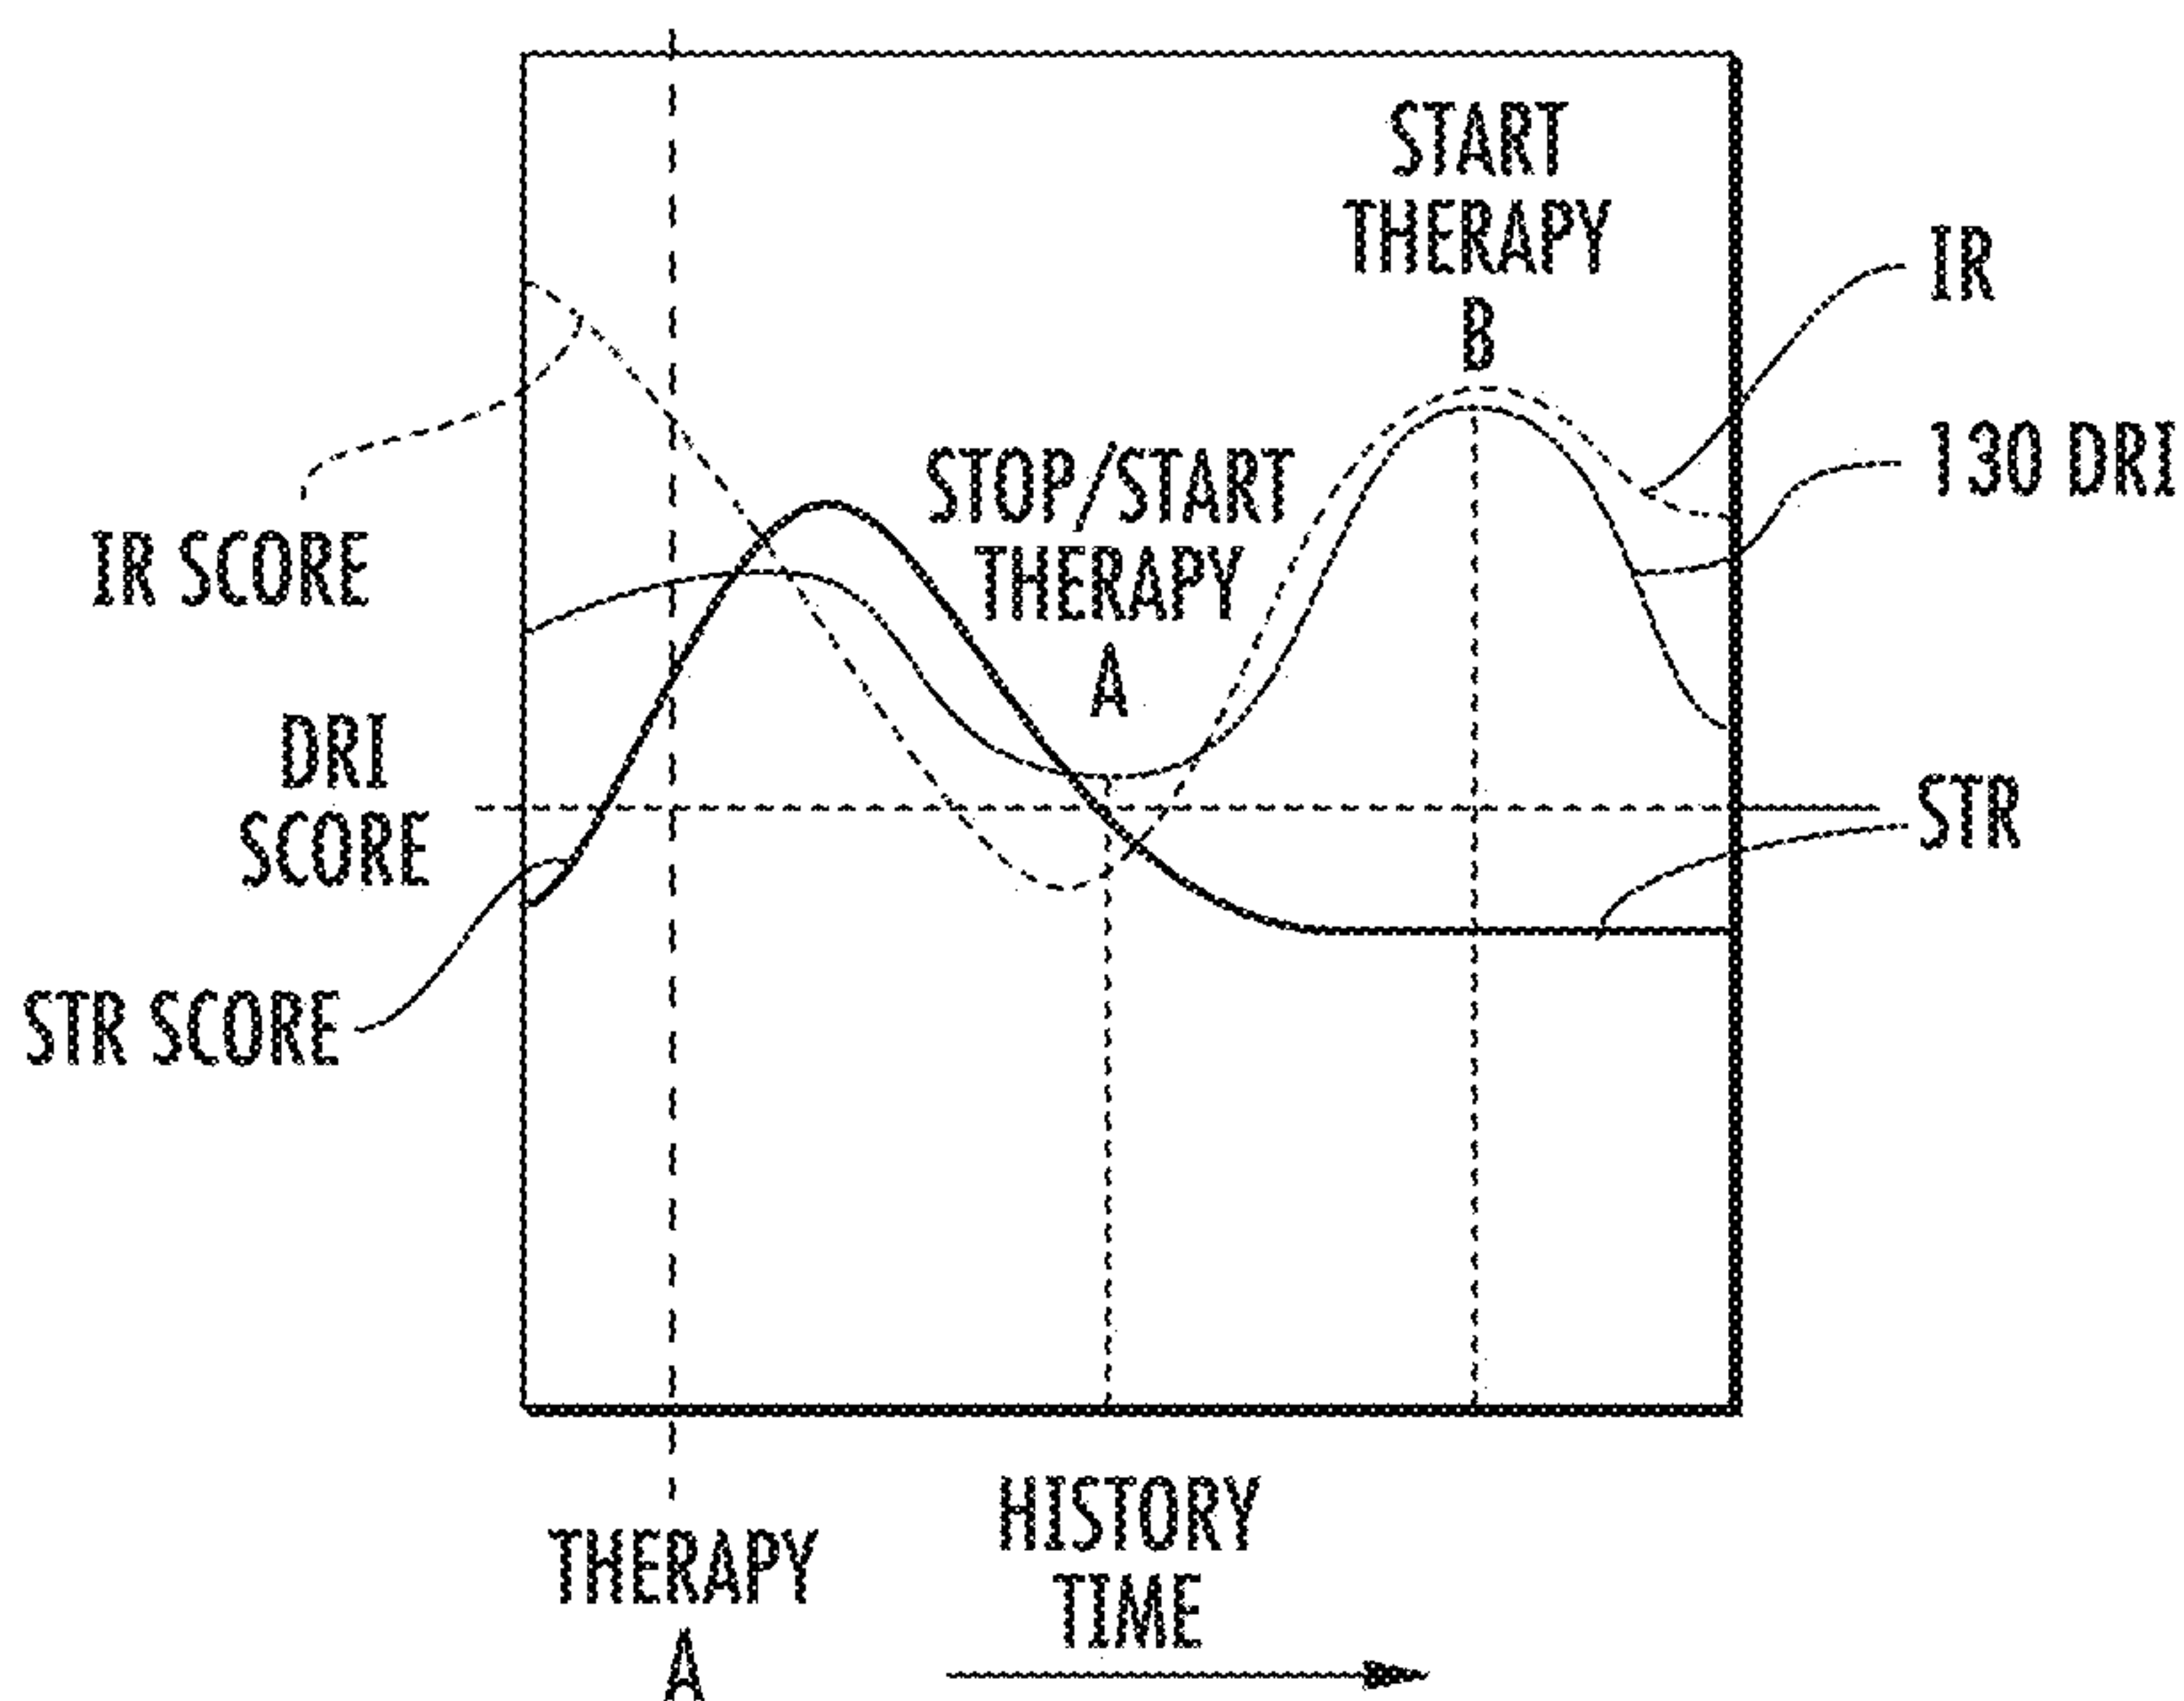 START
THERAPY
B
IR
130 DRI
STOP/START
THERAPY
A
IR SCORE
DRI
SCORE
STR
STR SCORE
THERAPY
A
HISTORY
TIME